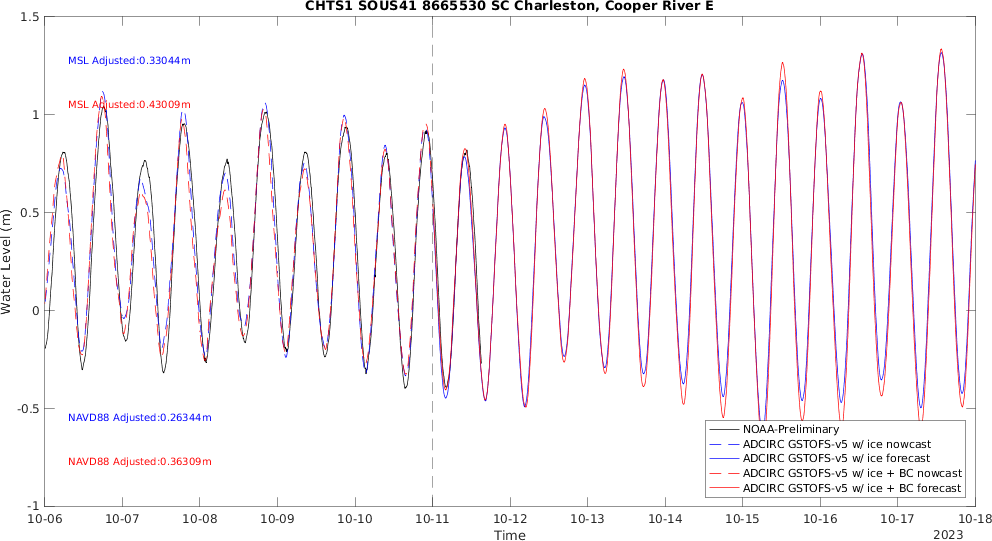 CHTS1 SOUS41 8665530 SC Charleston, Cooper River E
1.5
1
0.5
0
-0.5
-1
Water Level (m)
MSL Adjusted:0.33044m
MSL Adjusted:0.43009m
NAVD88 Adjusted:0.26344m
NAVD88 Adjusted:0.36309m
NOAA-Preliminary
ADCIRC GSTOFS-v5 w/ ice nowcast
ADCIRC GSTOFS-v5 w/ ice forecast
ADCIRC GSTOFS-v5 w/ ice + BC nowcast
ADCIRC GSTOFS-v5 w/ ice + BC forecast
10-06 10-07 10-08 10-09 10-10 10-11 10-12 10-13 10-14 10-15 10-16 10-17 10-18
Time
2023